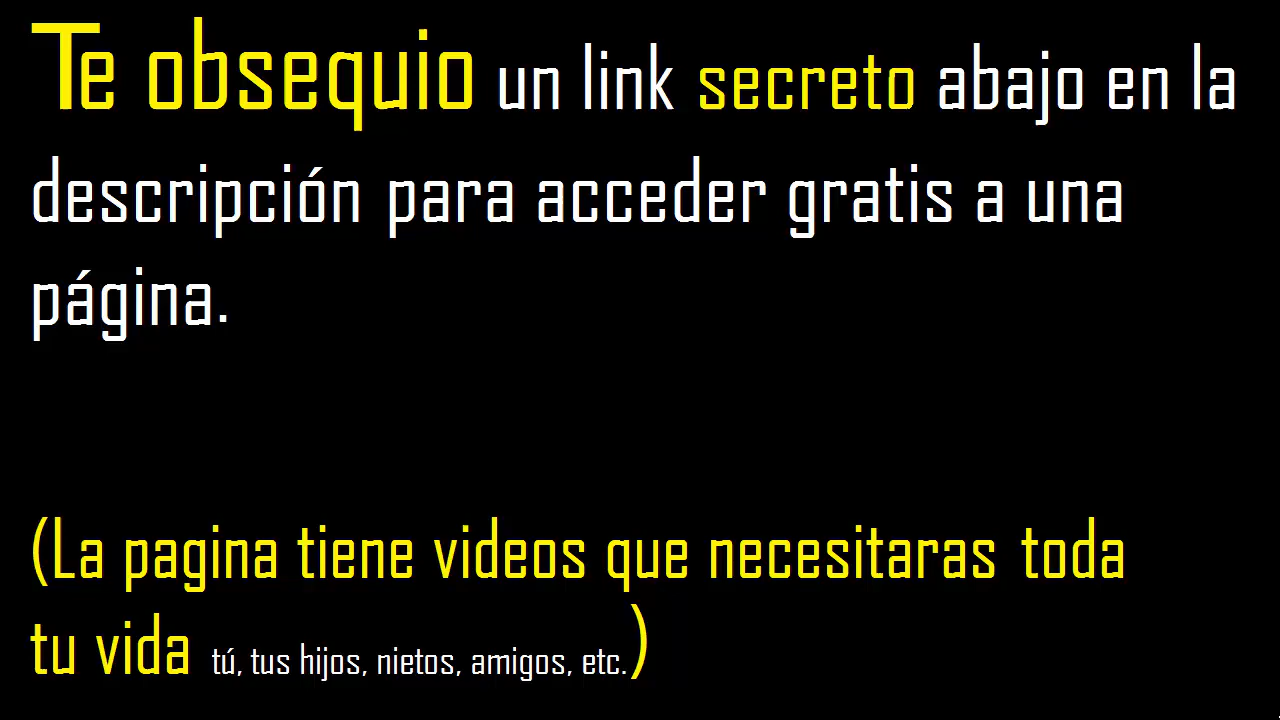 Te obsequio un link secreto abajo en la
descripción para acceder gratis a una
página.
(La pagina tiene videos que necesitaras toda
tu vida tú, tus hijos, nietos, amigos, etc.)